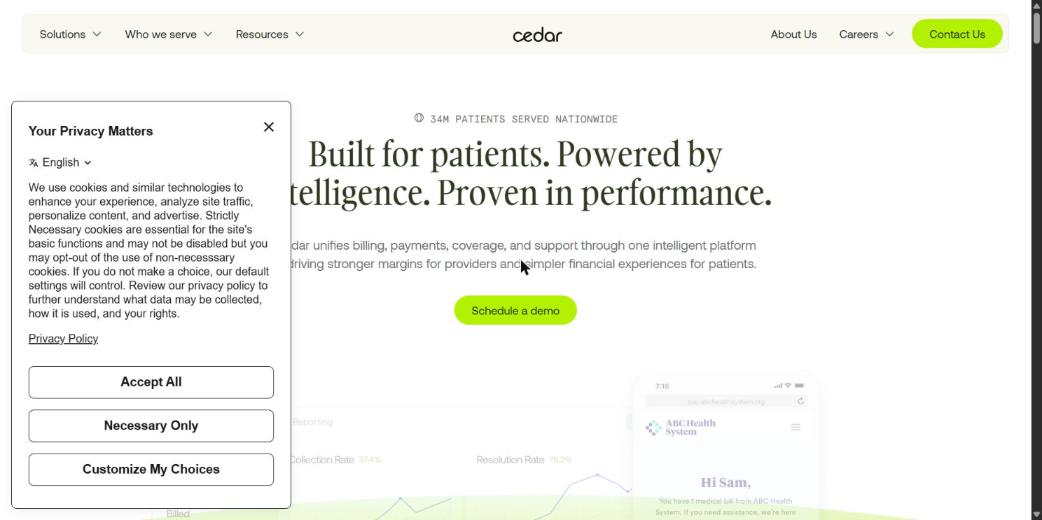 Solutions
Who we serve
Resources
cedar
About Us
Careers
Contact Us
34M PATIENTS SERVED NATIONWIDE
Built for patients. Powered by
telligence. Proven in performance.
dar unifies billing, payments, coverage, and support through one intelligent platform
driving stronger margins for providers and simpler financial experiences for patients.
Schedule a demo
Your Privacy Matters
English
We use cookies and similar technologies to
enhance your experience, analyze site traffic,
personalize content, and advertise. Strictly
Necessary cookies are essential for the site's
basic functions and may not be disabled but you
may opt-out of the use of non-necesssary
cookies. If you do not make a choice, our default
settings will control. Review our privacy policy to
further understand what data may be collected,
how it is used, and your rights.
Privacy Policy
Accept All
Necessary Only
Customize My Choices
Reporting
Collection Rate 37.4%
Resolution Rate 75.2%
Billed
7:15
pay.abchealthsystem.org
ABC Health
System
Hi Sam,
You have 1 medical bill from ABC Health
System. If you need assistance, we're here